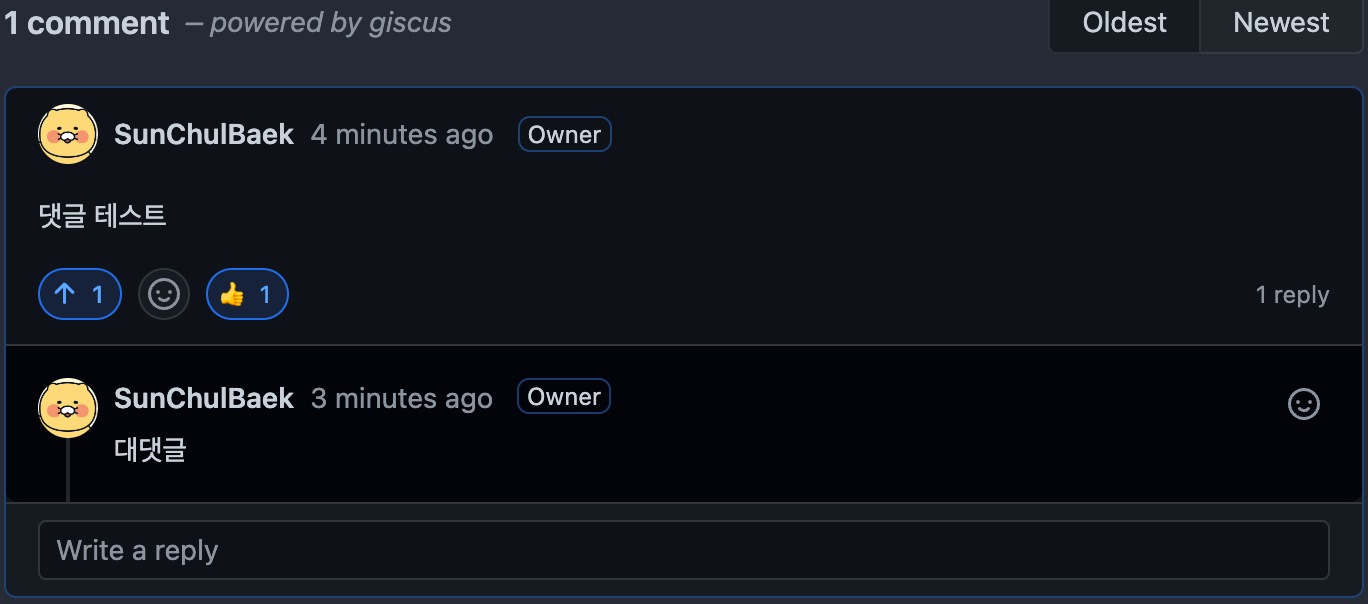 1 comment – powered by giscus
Oldest Newest
SunChulBaek 4 minutes ago Owner
댓글 테스트
↑ 1 👍 1 1 reply
SunChulBaek 3 minutes ago Owner
대댓글
Write a reply